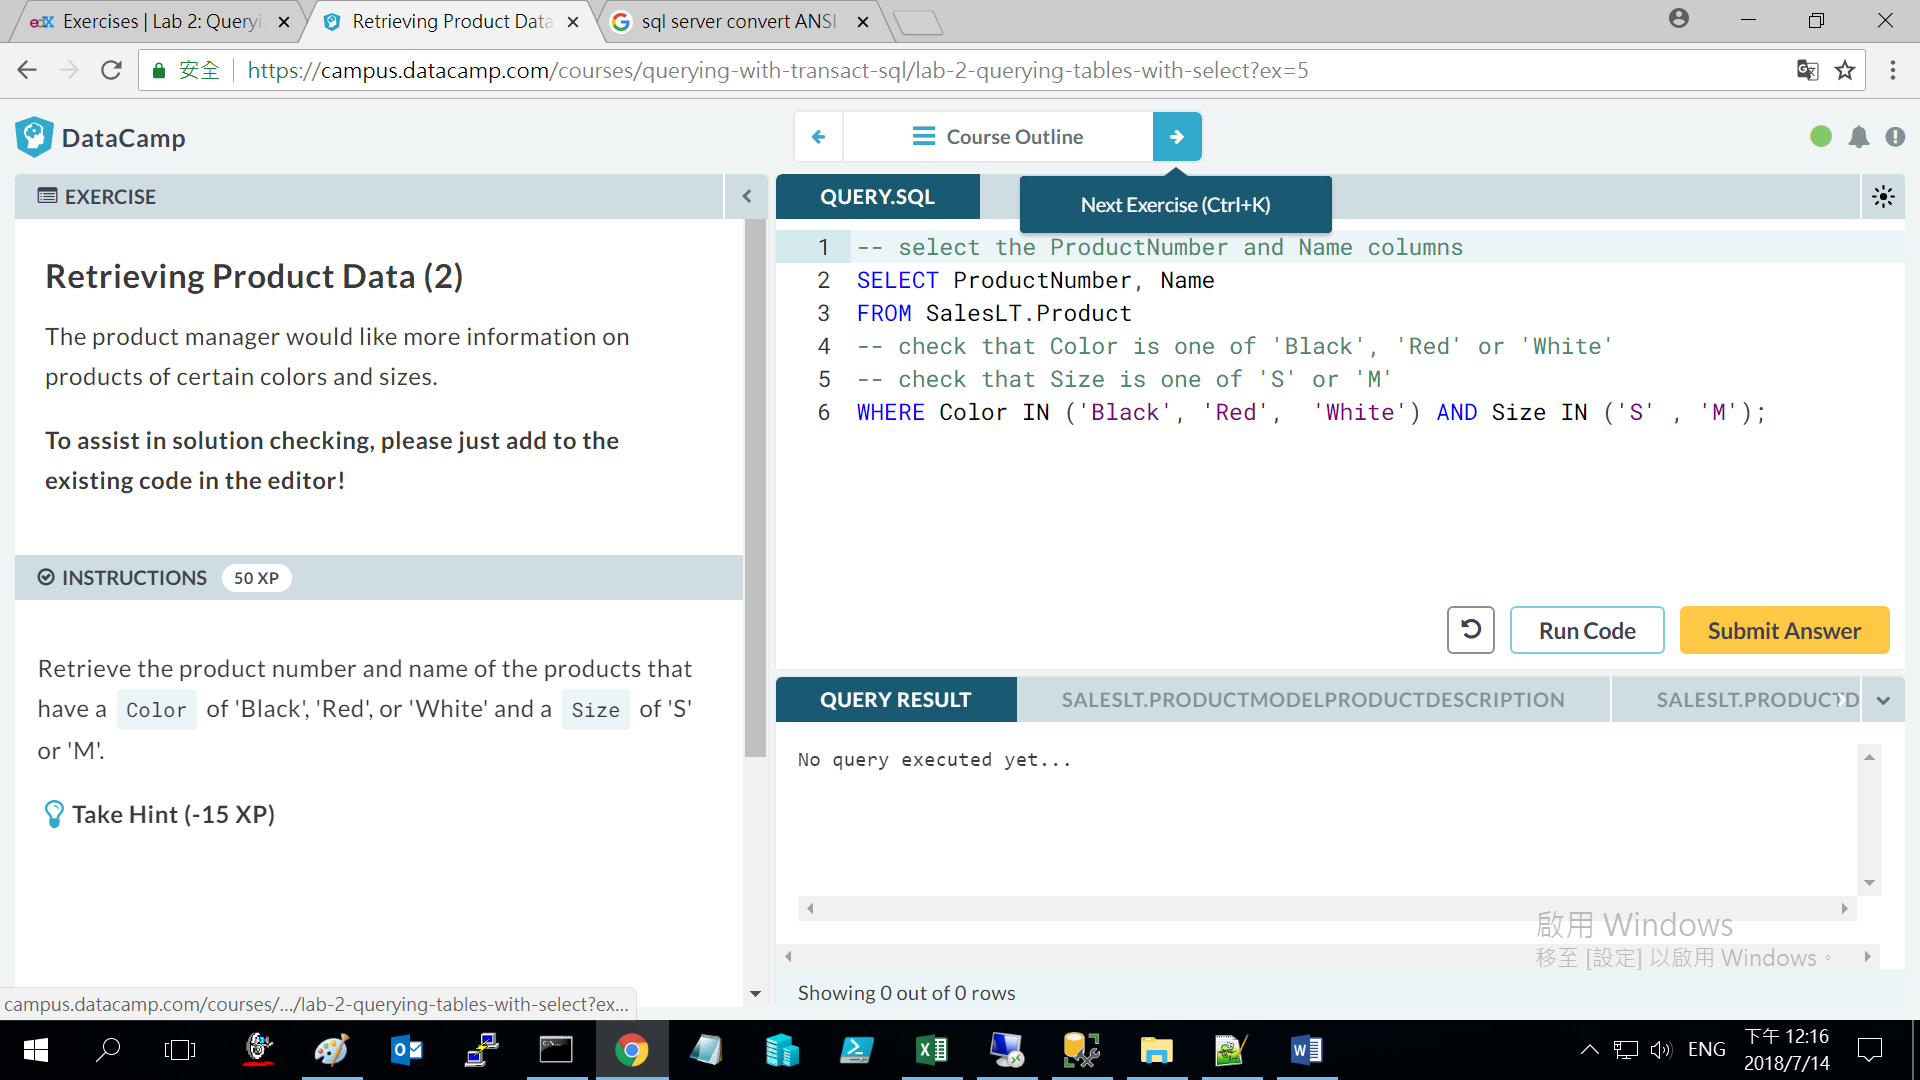 edX Exercises | Lab 2: Queryi
Retrieving Product Data
sql server convert ANSI
安全
https://campus.datacamp.com/courses/querying-with-transact-sql/lab-2-querying-tables-with-select?ex=5
DataCamp
Course Outline
EXERCISE
QUERY.SQL
Next Exercise (Ctrl+K)
Retrieving Product Data (2)
The product manager would like more information on
products of certain colors and sizes.
To assist in solution checking, please just add to the
existing code in the editor!
1 -- select the ProductNumber and Name columns
2 SELECT ProductNumber, Name
3 FROM SalesLT.Product
4 -- check that Color is one of 'Black', 'Red' or 'White'
5 -- check that Size is one of 'S' or 'M'
6 WHERE Color IN ('Black', 'Red',  'White') AND Size IN ('S' , 'M');
INSTRUCTIONS 50 XP
Retrieve the product number and name of the products that
have a Color of 'Black', 'Red', or 'White' and a Size of 'S'
or 'M'.
Take Hint (-15 XP)
Run Code
Submit Answer
QUERY RESULT
SALESLT.PRODUCTMODELPRODUCTDESCRIPTION
SALESLT.PRODUCTD
No query executed yet...
啟用 Windows
移至 [設定] 以啟用 Windows。
Showing 0 out of 0 rows
campus.datacamp.com/courses/.../lab-2-querying-tables-with-select?ex...
ENG
下午 12:16
2018/7/14